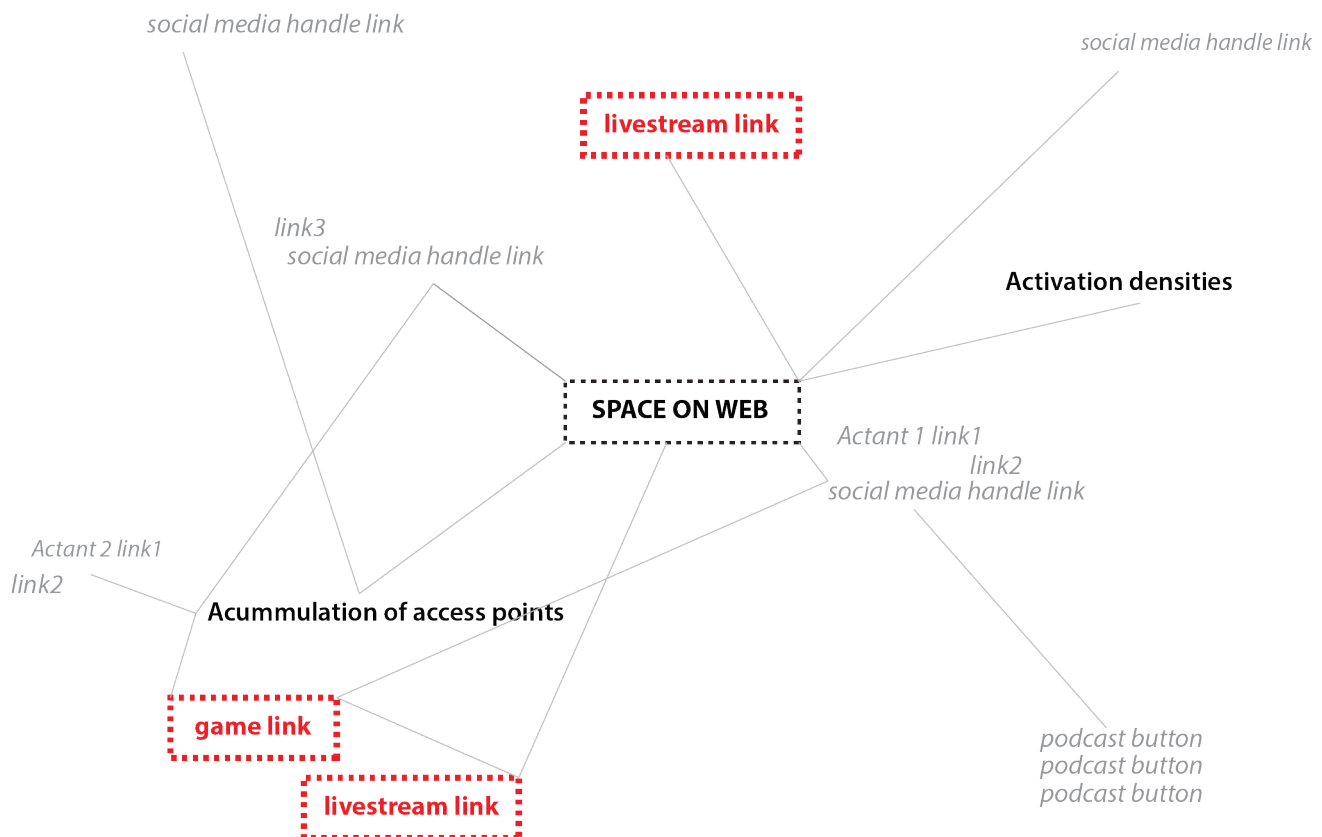 social media handle link
social media handle link
livestream link
link3
social media handle link
Activation densities
SPACE ON WEB
Actant 1 link1
link2
social media handle link
Actant 2 link1
link2
Acummulation of access points
game link
podcast button
podcast button
podcast button
livestream link